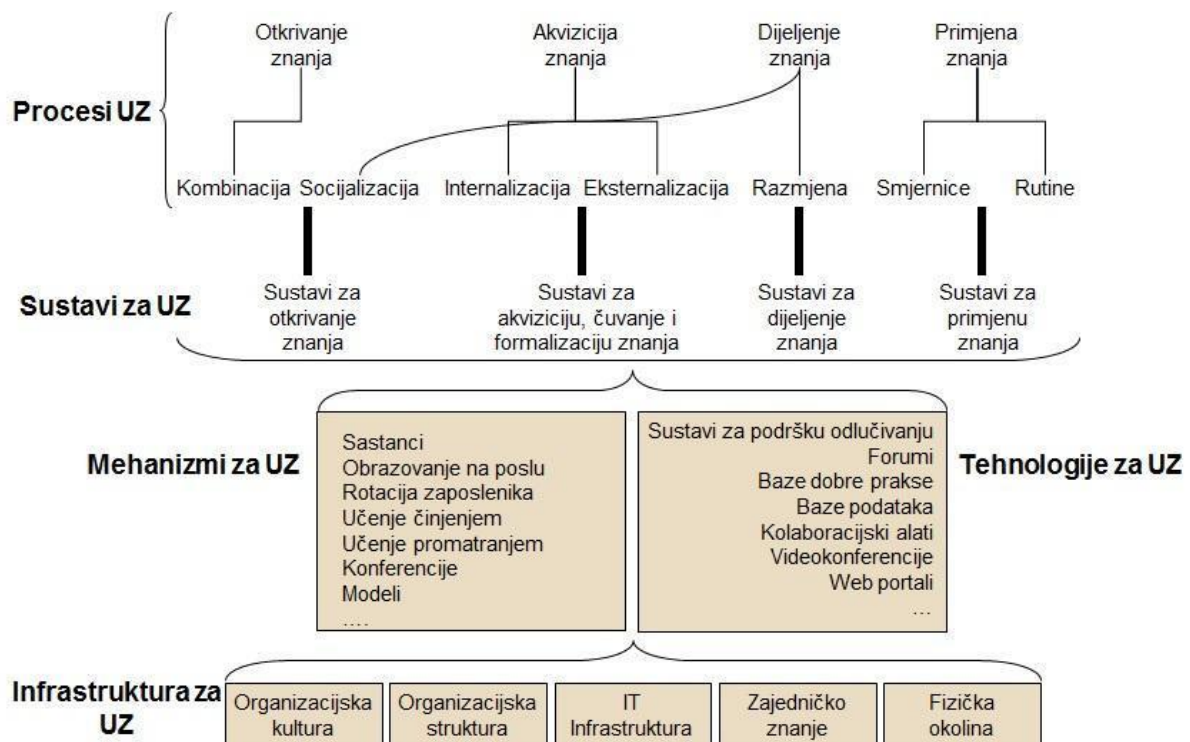 Otkrivanje
znanja
Akvizicija
znanja
Dijeljenje
znanja
Primjena
znanja
Procesi UZ
Kombinacija
Socijalizacija
Internalizacija
Eksternalizacija
Razmjena
Smjernice
Rutine
Sustavi za UZ
Sustavi za
otkrivanje
znanja
Sustavi za
akviziciju, čuvanje i
formalizaciju znanja
Sustavi za
dijeljenje
znanja
Sustavi za
primjenu
znanja
Mehanizmi za UZ
Sastanci
Obrazovanje na poslu
Rotacija zaposlenika
Učenje činjenjem
Učenje promatranjem
Konferencije
Modeli
....
Sustavi za podršku odlučivanju
Forumi
Baze dobre prakse
Baze podataka
Kolaboracijski alati
Videokonferencije
Web portali
...
Tehnologije za UZ
Infrastruktura za
UZ
Organizacijska
kultura
Organizacijska
struktura
IT
Infrastruktura
Zajedničko
znanje
Fizička
okolina